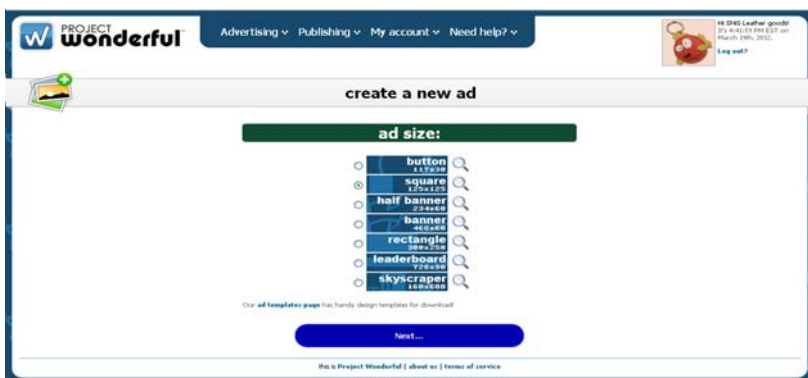 PROJECT
wonderful
Advertising Publishing My account Need help?
Hi SHiS Leather goods!
It's 4:41:59 PM EST on
March 19th, 2012.
Log out?
create a new ad
ad size:
button
117x30
square
125x125
half banner
234x60
banner
468x60
rectangle
300x250
leaderboard
728x90
skyscraper
160x600
Our ad templates page has handy design templates for download!
Next...
this is Project Wonderful | about us | terms of service